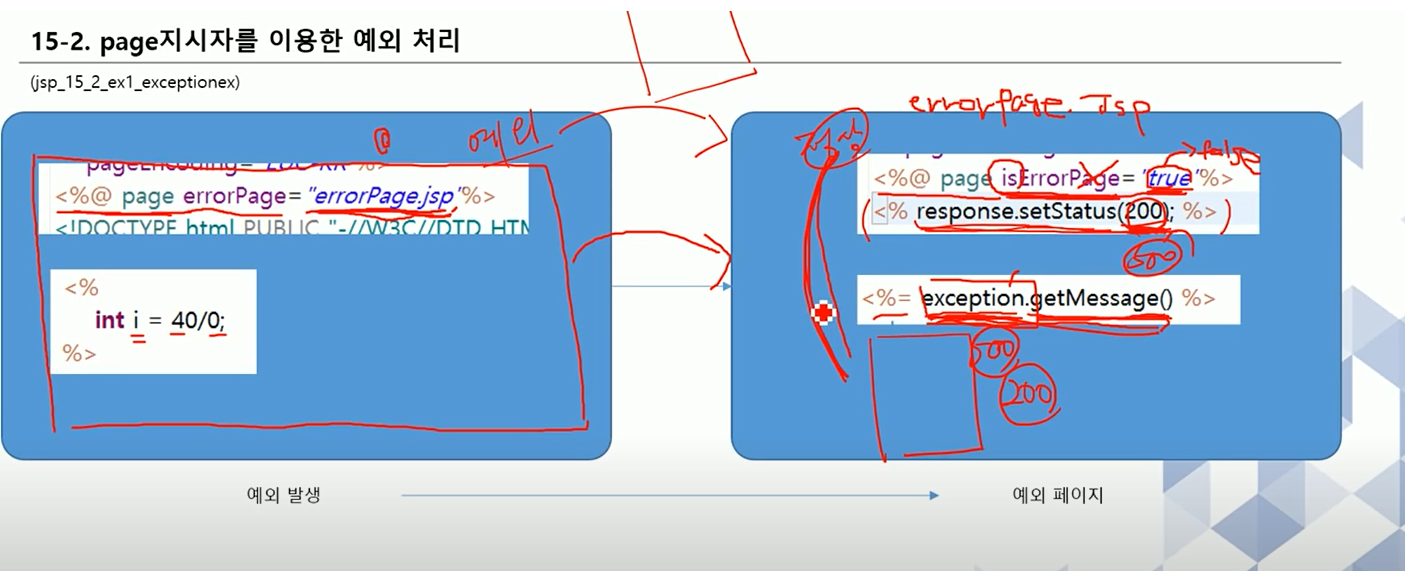 15-2. page지시자를 이용한 예외 처리
(jsp_15_2_ex1_exceptionex)
errorPage.Jsp
@ 예외
정상
pageEncoding="EUC-KR"%>
<%@ page errorPage="errorPage.jsp"%>
<!DOCTYPE html PUBLIC "-//W3C//DTD HTM
<%
int i = 40/0;
%>
false
<%@ page isErrorPage="true"%>
<% response.setStatus(200); %>
500
<%= exception.getMessage() %>
500
200
예외 발생
예외 페이지